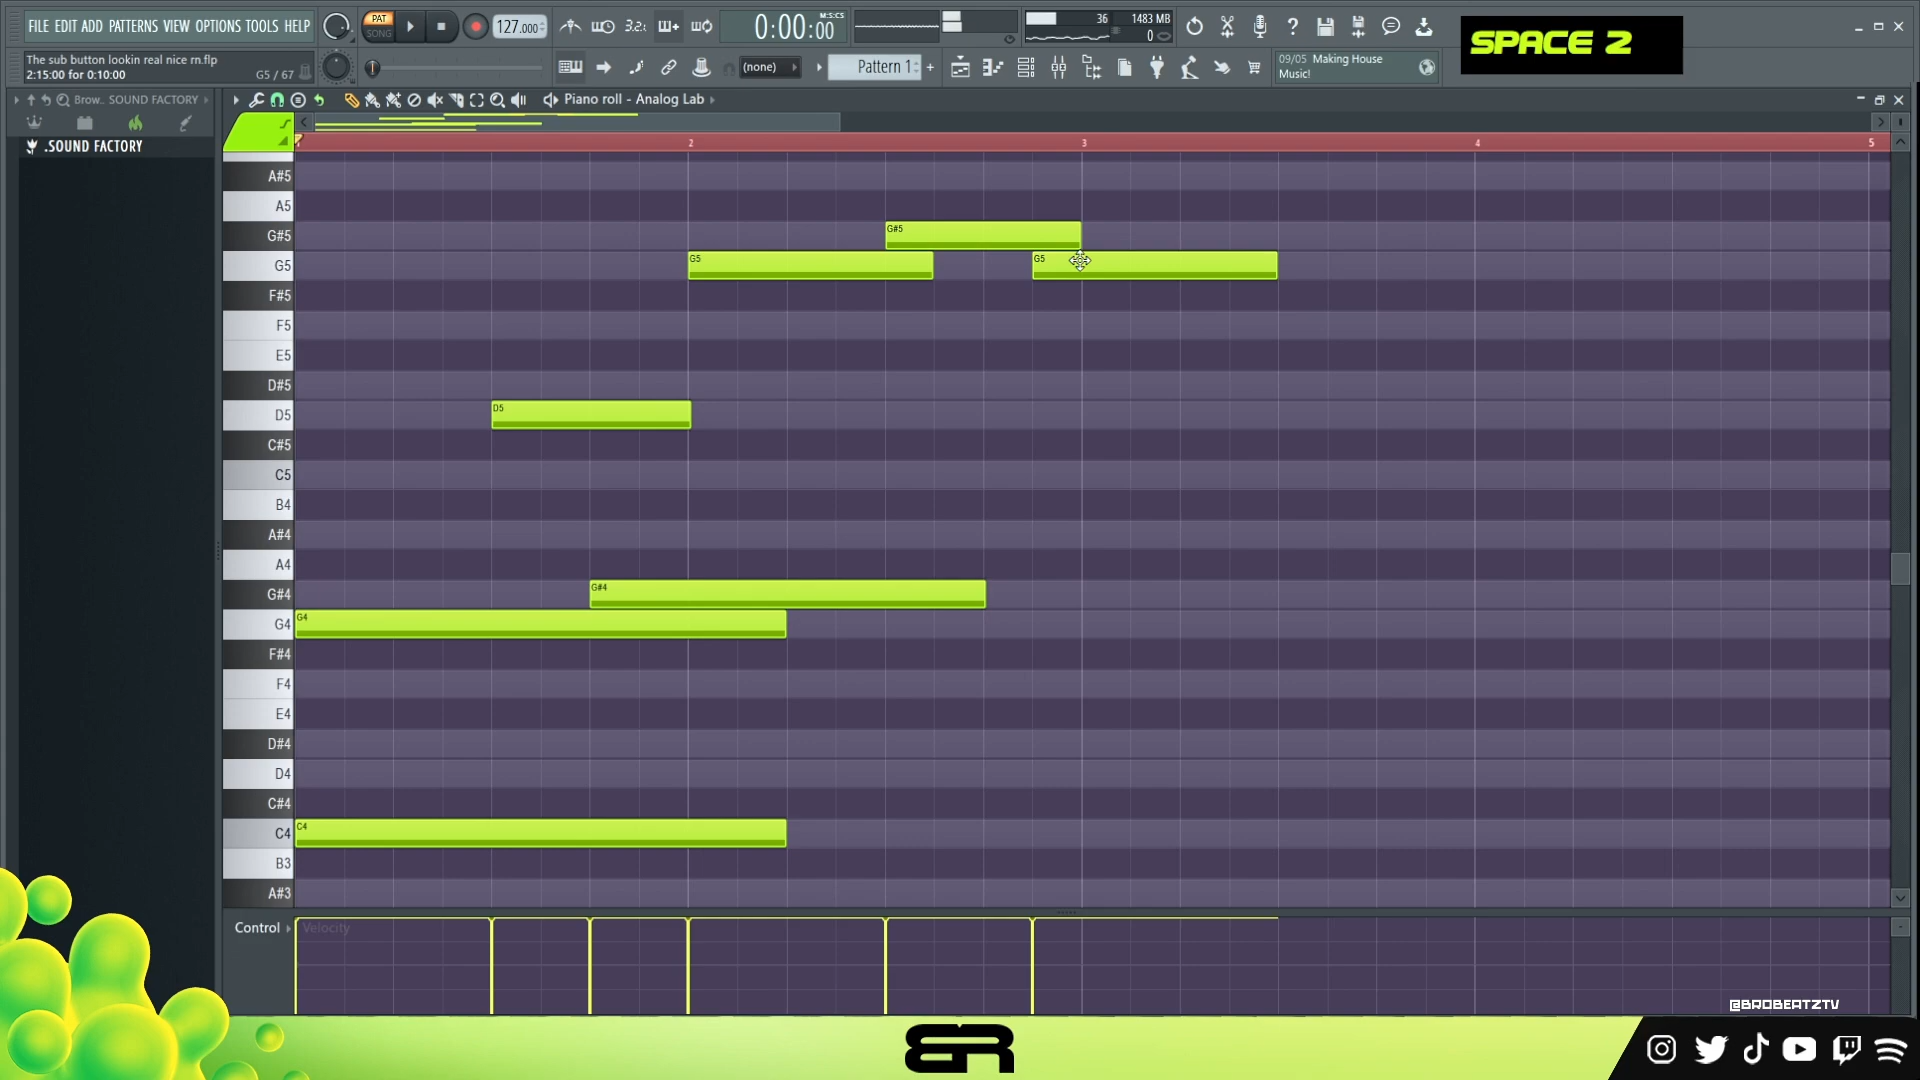 FILE EDIT ADD PATTERNS VIEW OPTIONS TOOLS HELP
PAT
SONG
127.000
3.2:
0:00:00
M:S:CS
36
1483 MB
0
SPACE 2
The sub button lookin real nice rn.flp
2:15:00 for 0:10:00
G5 / 67
(none)
Pattern 1
+
09/05 Making House
Music!
Brow.. SOUND FACTORY
Piano roll - Analog Lab
.SOUND FACTORY
2
3
4
5
A#5
A5
G#5
G#5
G5
G5
G5
F#5
F5
E5
D#5
D5
D5
C#5
C5
B4
A#4
A4
G#4
G#4
G4
G4
F#4
F4
E4
D#4
D4
C#4
C4
C4
B3
A#3
Control
Velocity
@BROBEATZTV
BR